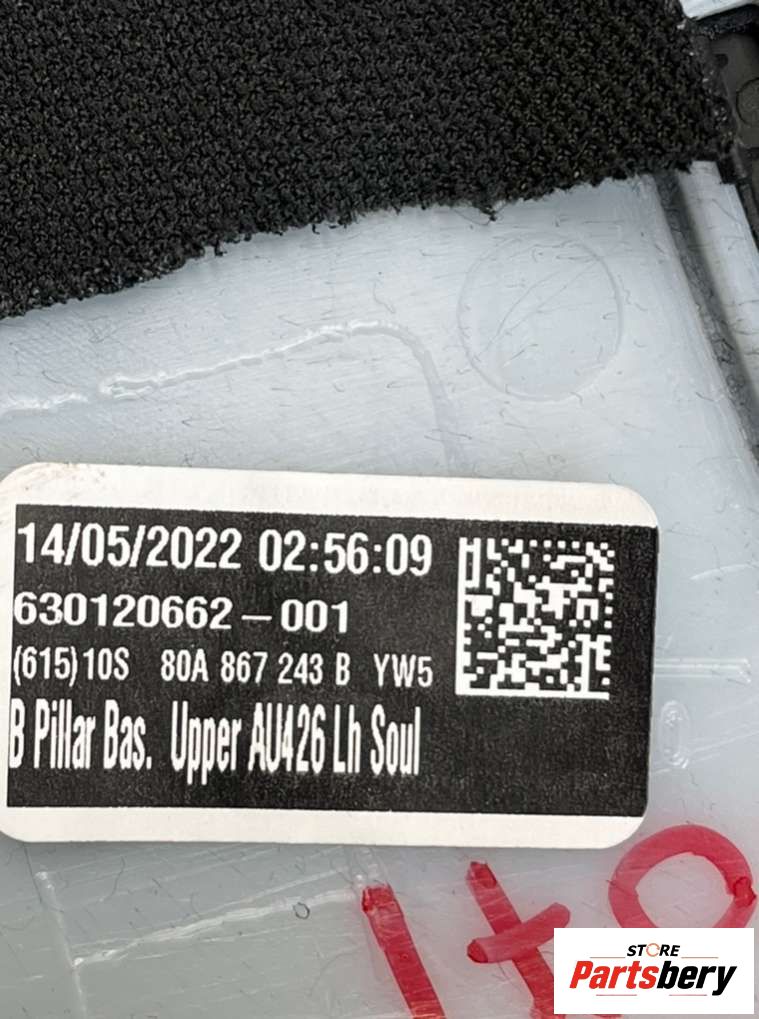 14/05/2022 02:56:09
630120662-001
(615)10S 80A 867 243 B YW5
B Pillar Bas. Upper AU426 Lh Soul
STORE
Partsbery